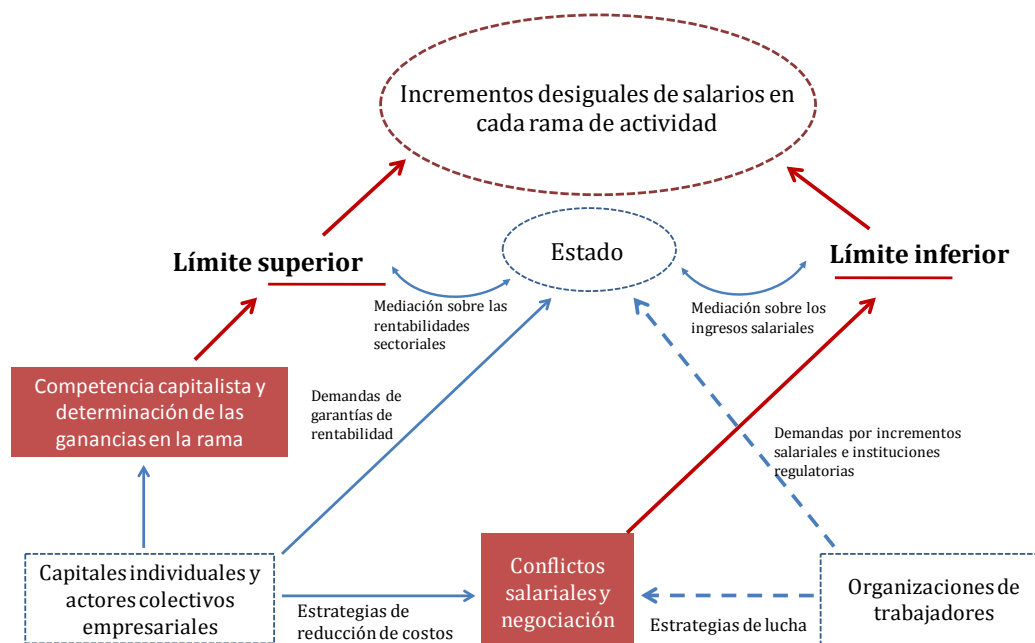 Incrementos desiguales de salarios en
cada rama de actividad
Límite superior
Estado
Límite inferior
Mediación sobre las
rentabilidades
sectoriales
Mediación sobre los
ingresos salariales
Competencia capitalista y
determinación de las
ganancias en la rama
Demandas de
garantías de
rentabilidad
Demandas por incrementos
salariales e instituciones
regulatorias
Capitales individuales y
actores colectivos
empresariales
Estrategias de
reducción de costos
Conflictos
salariales y
negociación
Estrategias de lucha
Organizaciones de
trabajadores